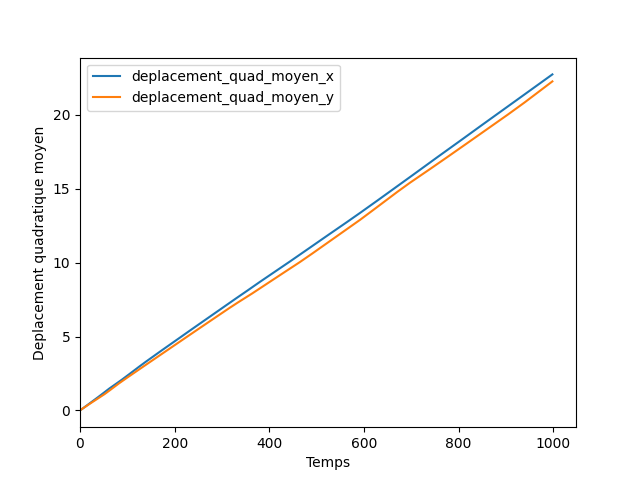 deplacement_quad_moyen_x
deplacement_quad_moyen_y
Deplacement quadratique moyen
20
15
10
5
0
0 200 400 600 800 1000
Temps